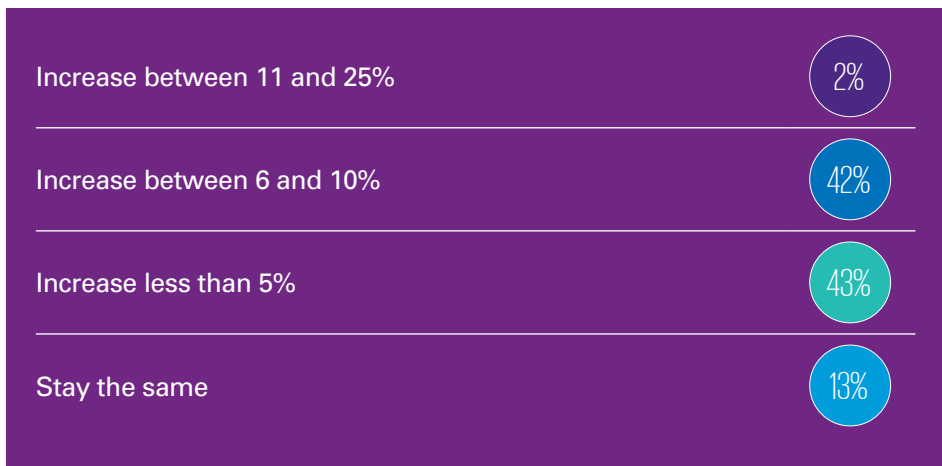 Increase between 11 and 25% 2%
Increase between 6 and 10% 42%
Increase less than 5% 43%
Stay the same 13%